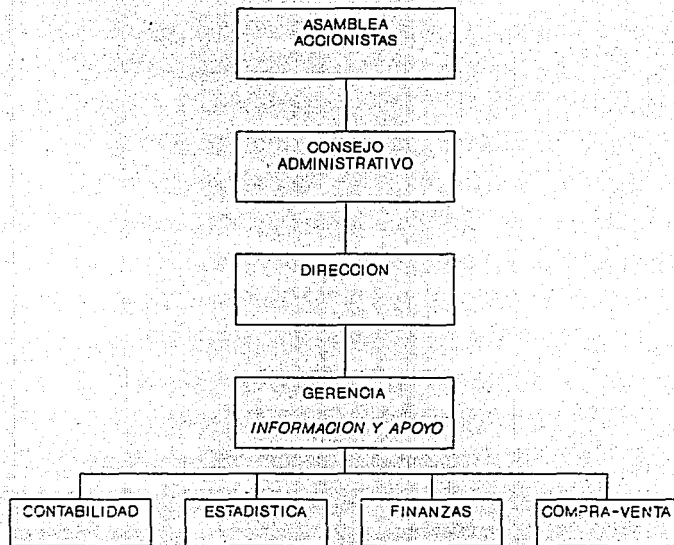 ASAMBLEA
ACCIONISTAS
CONSEJO
ADMINISTRATIVO
DIRECCION
GERENCIA
INFORMACION Y APOYO
CONTABILIDAD
ESTADISTICA
FINANZAS
COMPRA-VENTA